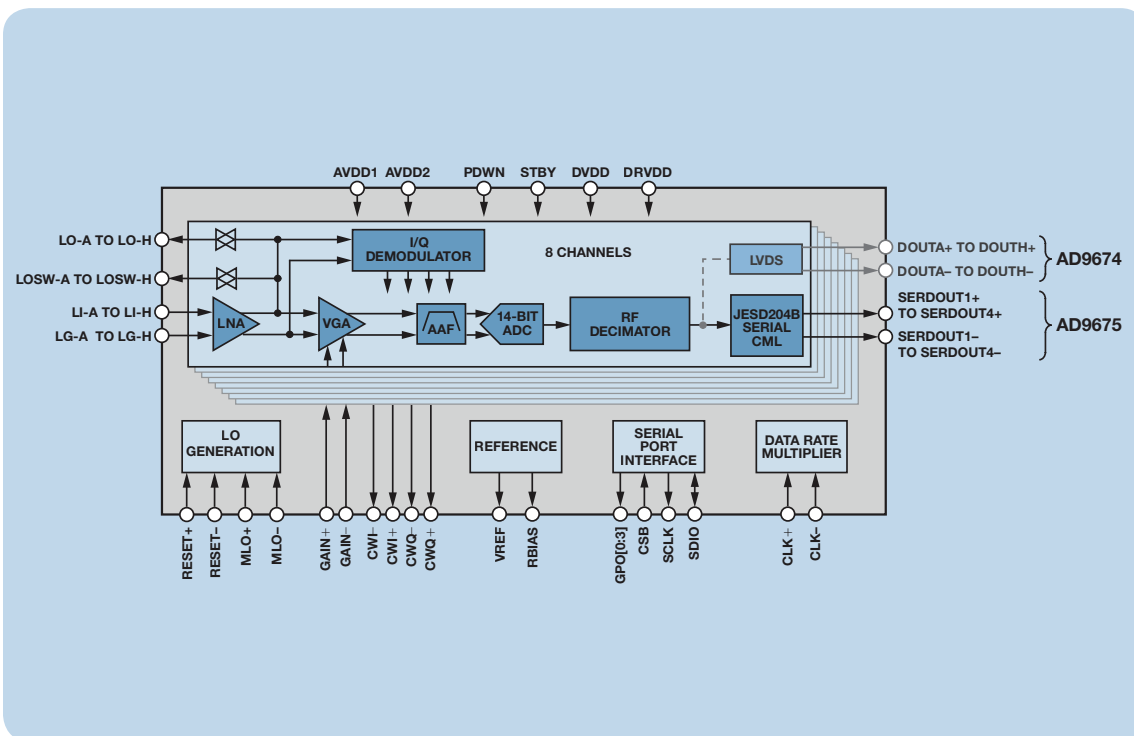 AVDD1 AVDD2 PDWN STBY DVDD DRVDD
LO-A TO LO-H
LOSW-A TO LOSW-H
LI-A TO LI-H
LG-A TO LG-H
I/Q
DEMODULATOR
8 CHANNELS
LNA
VGA
AAF
14-BIT
ADC
RF
DECIMATOR
LVDS
JESD204B
SERIAL
CML
DOUTA+ TO DOUTH+
DOUTA– TO DOUTH–
AD9674
SERDOUT1+
TO SERDOUT4+
SERDOUT1–
TO SERDOUT4–
AD9675
LO
GENERATION
REFERENCE
SERIAL
PORT
INTERFACE
DATA RATE
MULTIPLIER
RESET+
RESET–
MLO+
MLO–
GAIN+
GAIN–
CWI–
CWI+
CWQ–
CWQ+
VREF
RBIAS
GPO[0:3]
CSB
SCLK
SDIO
CLK+
CLK–